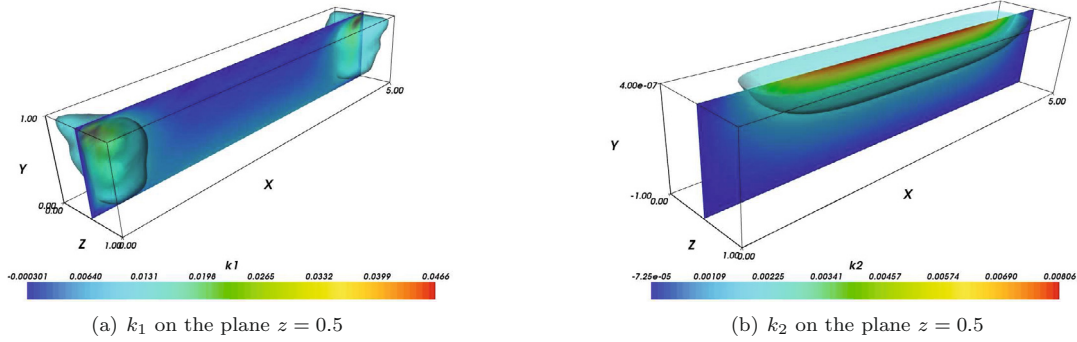 5.00
1.00
Y
X
0.00
0.00
Z
1.00 0.00
k1
-0.000301 0.00640 0.0131 0.0198 0.0265 0.0332 0.0399 0.0466
(a) k₁ on the plane z = 0.5
4.00e-07
5.00
Y
X
-1.00
0.00
Z
1.00 0.00
k2
-7.25e-05 0.00109 0.00225 0.00341 0.00457 0.00574 0.00690 0.00806
(b) k₂ on the plane z = 0.5